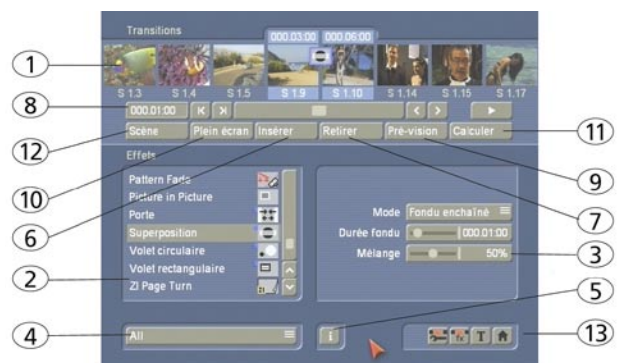 Transitions
000.03:00 000.06:00
1
S 1.3 S 1.4 S 1.5 S 1.9 S 1.10 S 1.14 S 1.15 S 1.17
8 000.01:00
Scène Plein écran Insérer Retirer Pré-vision Calculer
11
12
10
6
9
7
Effets
Pattern Fade
Picture in Picture
Porte
Superposition
Volet circulaire
Volet rectangulaire
ZI Page Turn
2
Mode Fondu enchaîné
Durée fondu 000.01:00
Mélange 50%
3
5
4 All
i
fx T
13